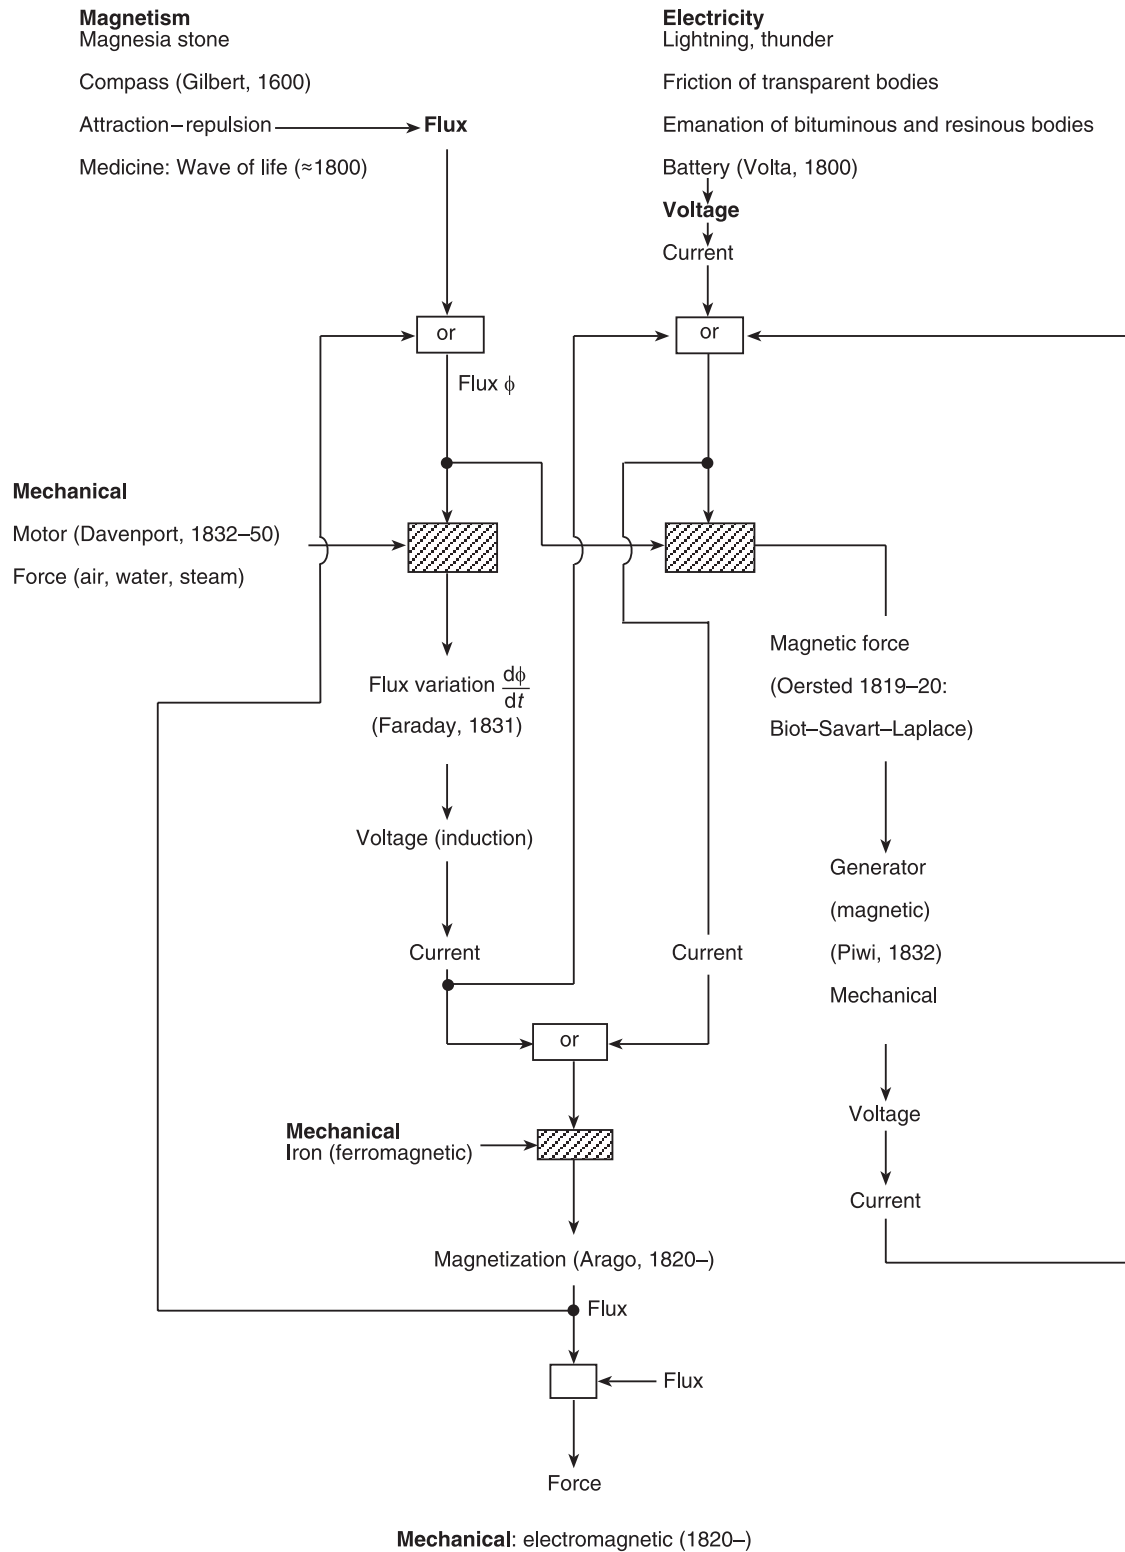 Magnetism
Magnesia stone
Compass (Gilbert, 1600)
Attraction–repulsion
Flux
Medicine: Wave of life (≈1800)
Electricity
Lightning, thunder
Friction of transparent bodies
Emanation of bituminous and resinous bodies
Battery (Volta, 1800)
Voltage
Current
or
or
Flux ϕ
Mechanical
Motor (Davenport, 1832–50)
Force (air, water, steam)
Flux variation dϕ/dt
(Faraday, 1831)
Magnetic force
(Oersted 1819–20:
Biot–Savart–Laplace)
Voltage (induction)
Generator
(magnetic)
(Piwi, 1832)
Mechanical
Current
Current
or
Mechanical
Iron (ferromagnetic)
Voltage
Current
Magnetization (Arago, 1820–)
Flux
Flux
Force
Mechanical: electromagnetic (1820–)